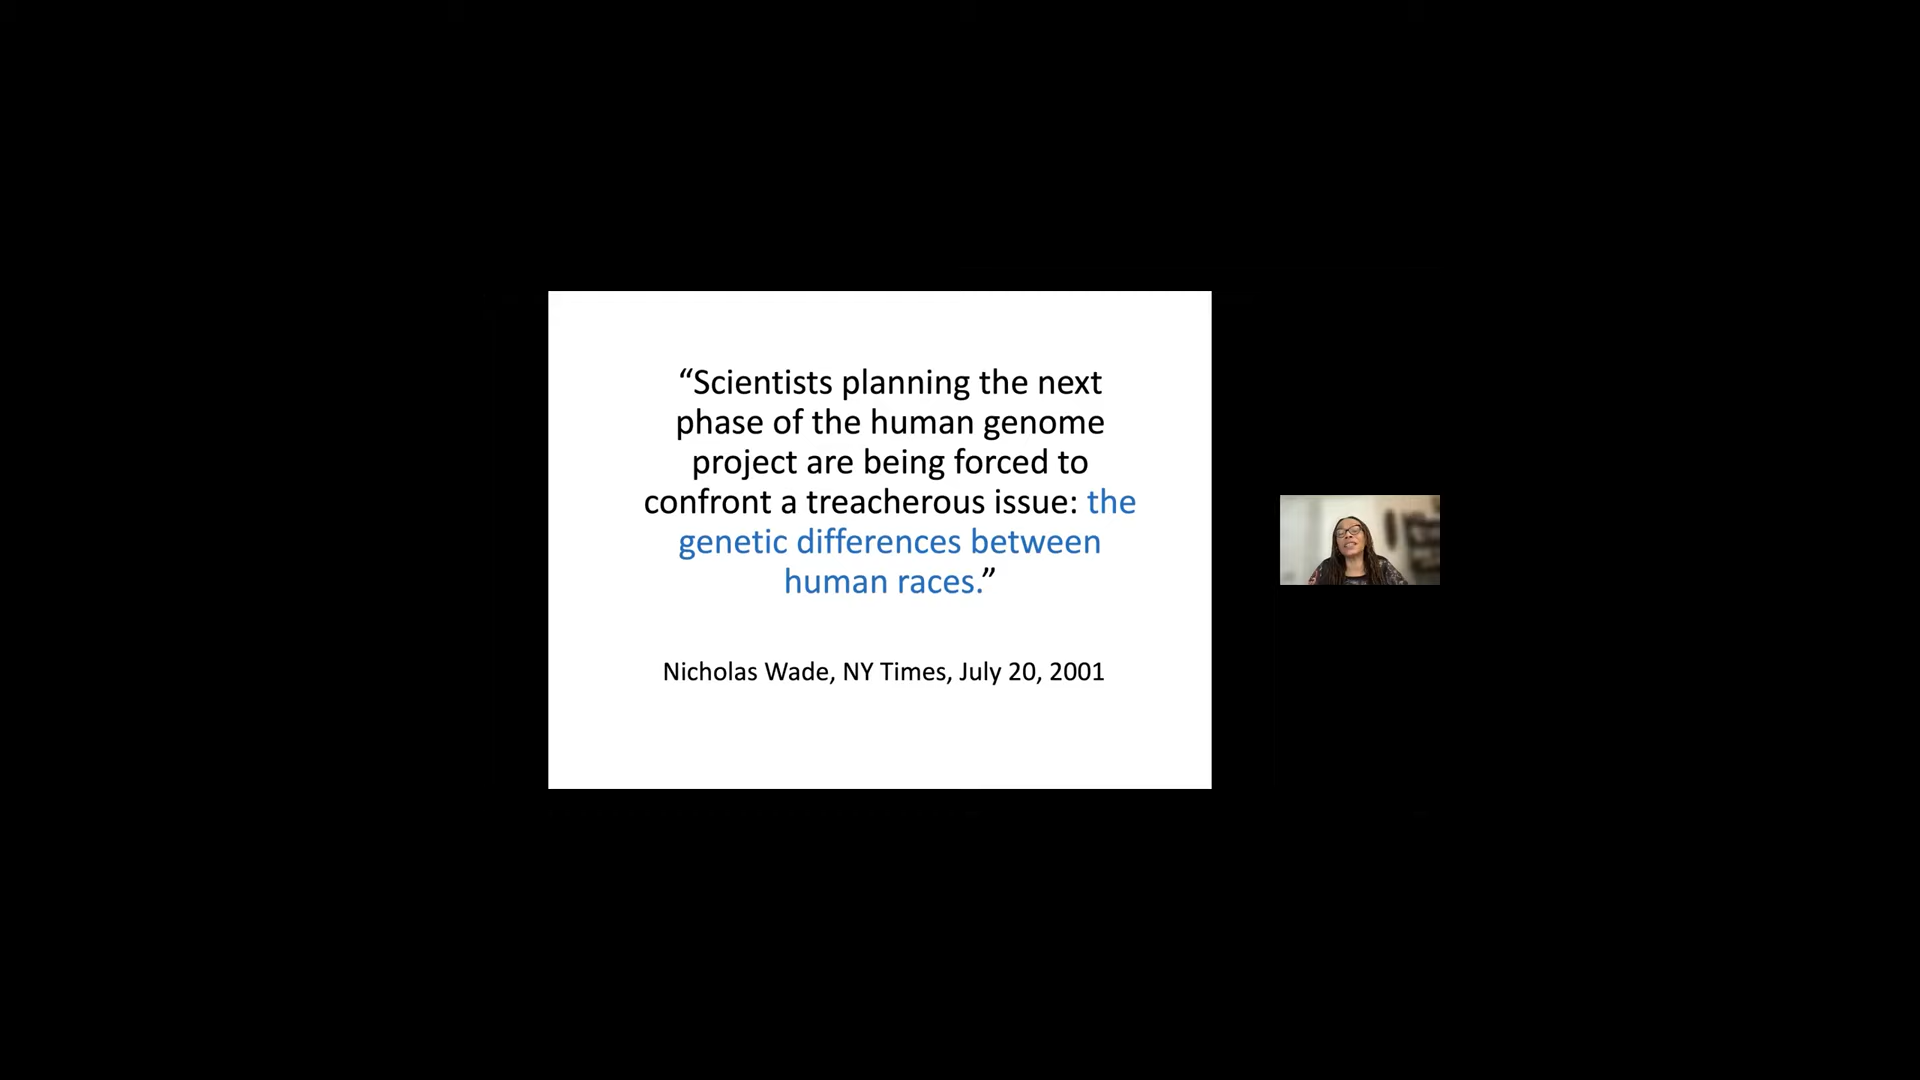 “Scientists planning the next
phase of the human genome
project are being forced to
confront a treacherous issue: the
genetic differences between
human races.”
Nicholas Wade, NY Times, July 20, 2001